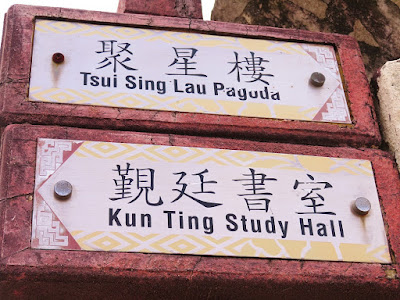 聚星樓
Tsui Sing Lau Pagoda
覲廷書室
Kun Ting Study Hall